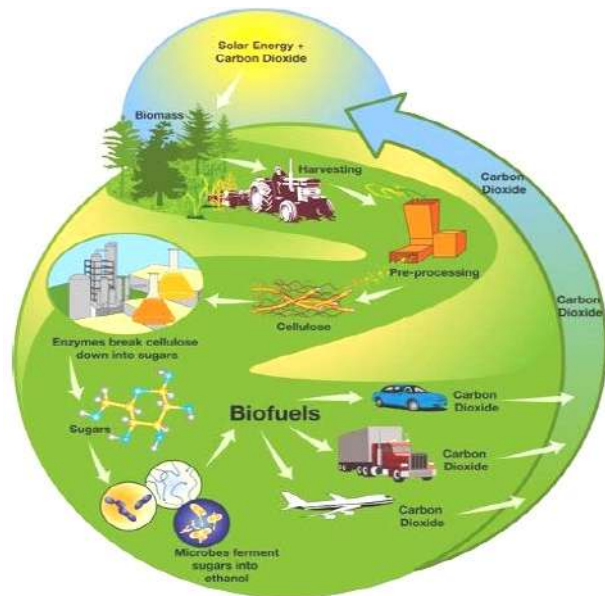 Solar Energy +
Carbon Dioxide
Biomass
Harvesting
Carbon
Dioxide
Pre-processing
Cellulose
Carbon
Dioxide
Enzymes break cellulose
down into sugars
Sugars
Biofuels
Carbon
Dioxide
Carbon
Dioxide
Carbon
Dioxide
Microbes ferment
sugars into
ethanol